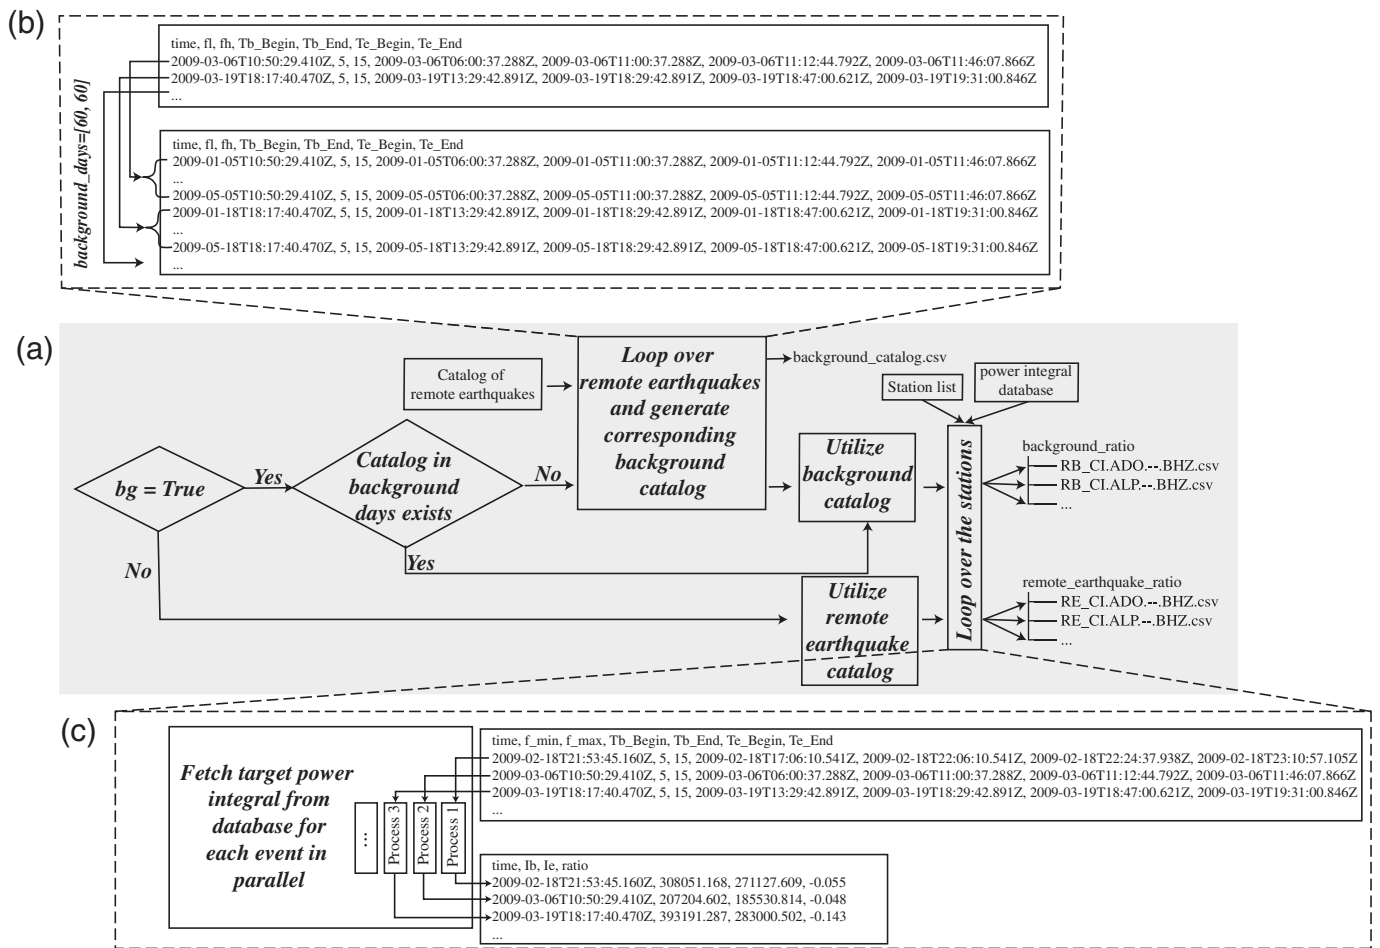 (b)
time, fl, fh, Tb_Begin, Tb_End, Te_Begin, Te_End
2009-03-06T10:50:29.410Z, 5, 15, 2009-03-06T06:00:37.288Z, 2009-03-06T11:00:37.288Z, 2009-03-06T11:12:44.792Z, 2009-03-06T11:46:07.866Z
2009-03-19T18:17:40.470Z, 5, 15, 2009-03-19T13:29:42.891Z, 2009-03-19T18:29:42.891Z, 2009-03-19T18:47:00.621Z, 2009-03-19T19:31:00.846Z
...
background_days=[60, 60]
time, fl, fh, Tb_Begin, Tb_End, Te_Begin, Te_End
2009-01-05T10:50:29.410Z, 5, 15, 2009-01-05T06:00:37.288Z, 2009-01-05T11:00:37.288Z, 2009-01-05T11:12:44.792Z, 2009-01-05T11:46:07.866Z
...
2009-05-05T10:50:29.410Z, 5, 15, 2009-05-05T06:00:37.288Z, 2009-05-05T11:00:37.288Z, 2009-05-05T11:12:44.792Z, 2009-05-05T11:46:07.866Z
2009-01-18T18:17:40.470Z, 5, 15, 2009-01-18T13:29:42.891Z, 2009-01-18T18:29:42.891Z, 2009-01-18T18:47:00.621Z, 2009-01-18T19:31:00.846Z
...
2009-05-18T18:17:40.470Z, 5, 15, 2009-05-18T13:29:42.891Z, 2009-05-18T18:29:42.891Z, 2009-05-18T18:47:00.621Z, 2009-05-18T19:31:00.846Z
...
(a)
bg = True
Yes
No
Catalog in
background
days exists
No
Yes
Catalog of
remote earthquakes
Loop over
remote earthquakes
and generate
corresponding
background
catalog
background_catalog.csv
Utilize
background
catalog
Utilize
remote
earthquake
catalog
Station list
power integral
database
Loop over the stations
background_ratio
RB_CI.ADO.--.BHZ.csv
RB_CI.ALP.--.BHZ.csv
...
remote_earthquake_ratio
RE_CI.ADO.--.BHZ.csv
RE_CI.ALP.--.BHZ.csv
...
(c)
Fetch target power
integral from
database for
each event in
parallel
...
Process 3
Process 2
Process 1
time, f_min, f_max, Tb_Begin, Tb_End, Te_Begin, Te_End
2009-02-18T21:53:45.160Z, 5, 15, 2009-02-18T17:06:10.541Z, 2009-02-18T22:06:10.541Z, 2009-02-18T22:24:37.938Z, 2009-02-18T23:10:57.105Z
2009-03-06T10:50:29.410Z, 5, 15, 2009-03-06T06:00:37.288Z, 2009-03-06T11:00:37.288Z, 2009-03-06T11:12:44.792Z, 2009-03-06T11:46:07.866Z
2009-03-19T18:17:40.470Z, 5, 15, 2009-03-19T13:29:42.891Z, 2009-03-19T18:29:42.891Z, 2009-03-19T18:47:00.621Z, 2009-03-19T19:31:00.846Z
...
time, Ib, Ie, ratio
2009-02-18T21:53:45.160Z, 308051.168, 271127.609, -0.055
2009-03-06T10:50:29.410Z, 207204.602, 185530.814, -0.048
2009-03-19T18:17:40.470Z, 393191.287, 283000.502, -0.143
...